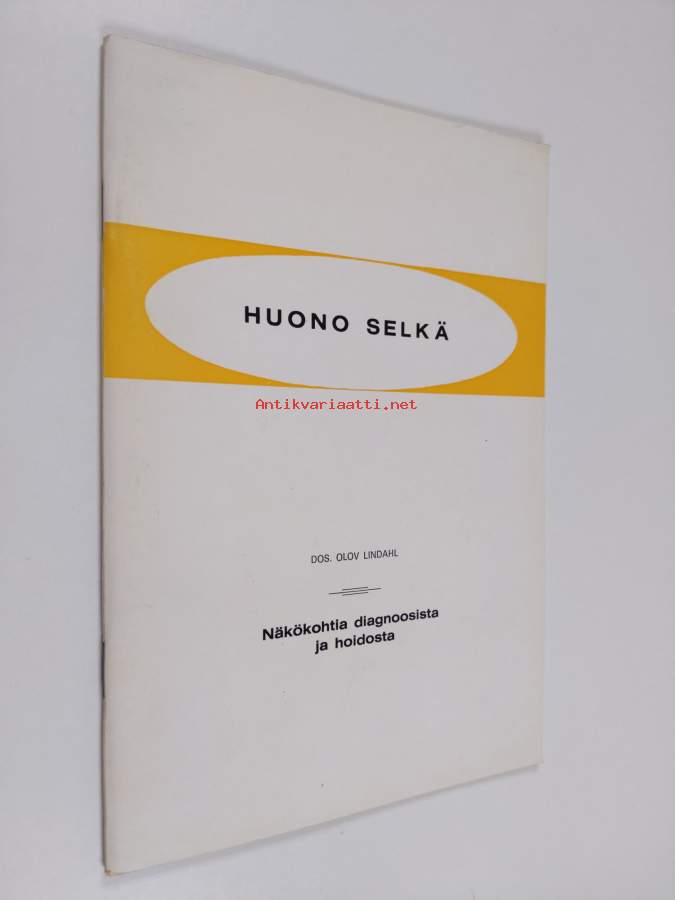 HUONO SELKÄ
Antikvariaatti.net
DOS. OLOV LINDAHL
Näkökohtia diagnoosista
ja hoidosta